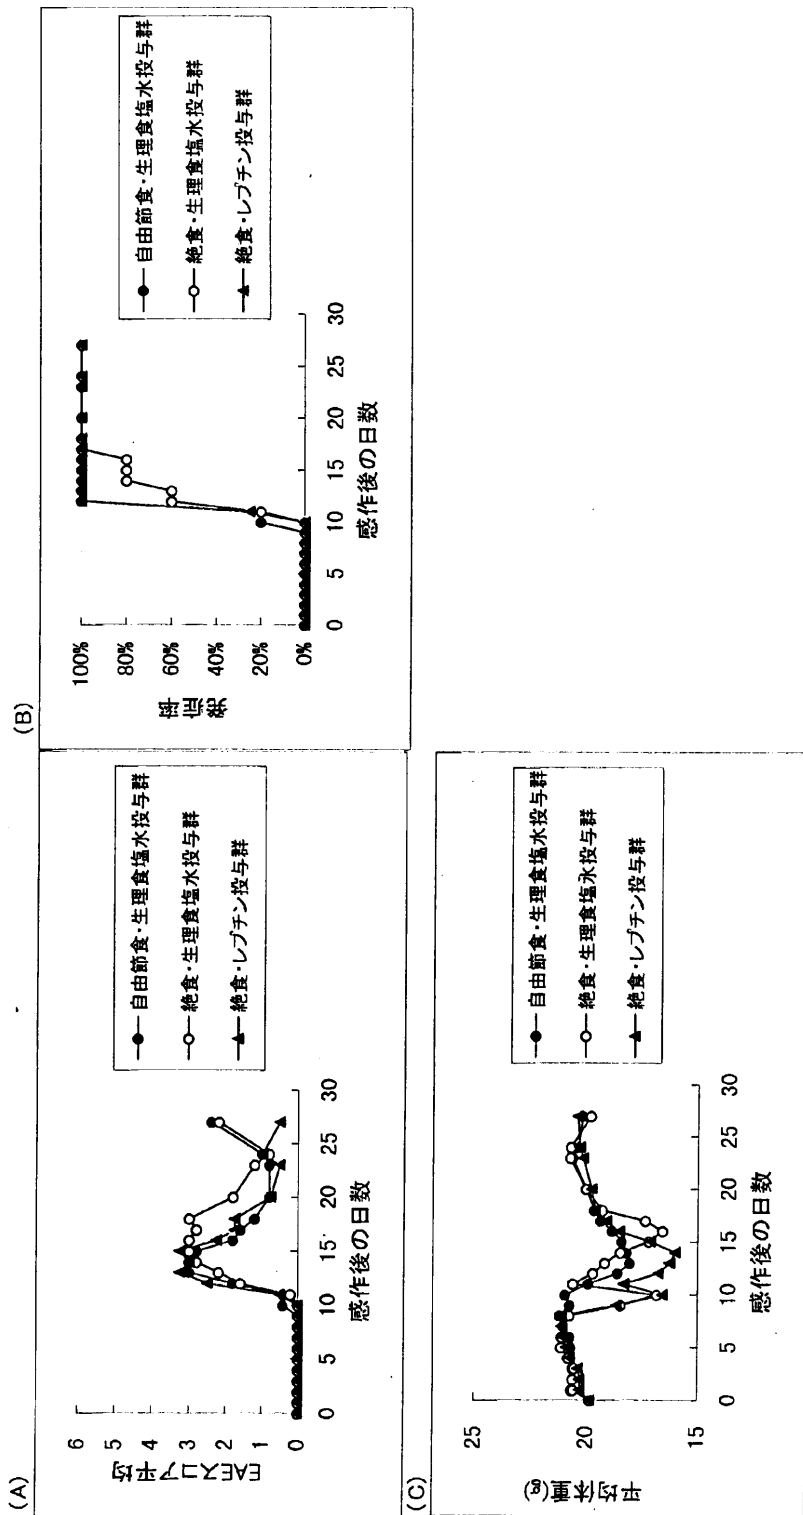 (A)
EAEスコア平均
6
5
4
3
2
1
0
0
5
10
15
20
25
30
感作後の日数
自由節食・生理食塩水投与群
絶食・生理食塩水投与群
絶食・レプチン投与群
(B)
発症率
100%
80%
60%
40%
20%
0%
0
5
10
15
20
25
30
感作後の日数
自由節食・生理食塩水投与群
絶食・生理食塩水投与群
絶食・レプチン投与群
(C)
平均体重(g)
25
20
15
0
5
10
15
20
25
30
感作後の日数
自由節食・生理食塩水投与群
絶食・生理食塩水投与群
絶食・レプチン投与群